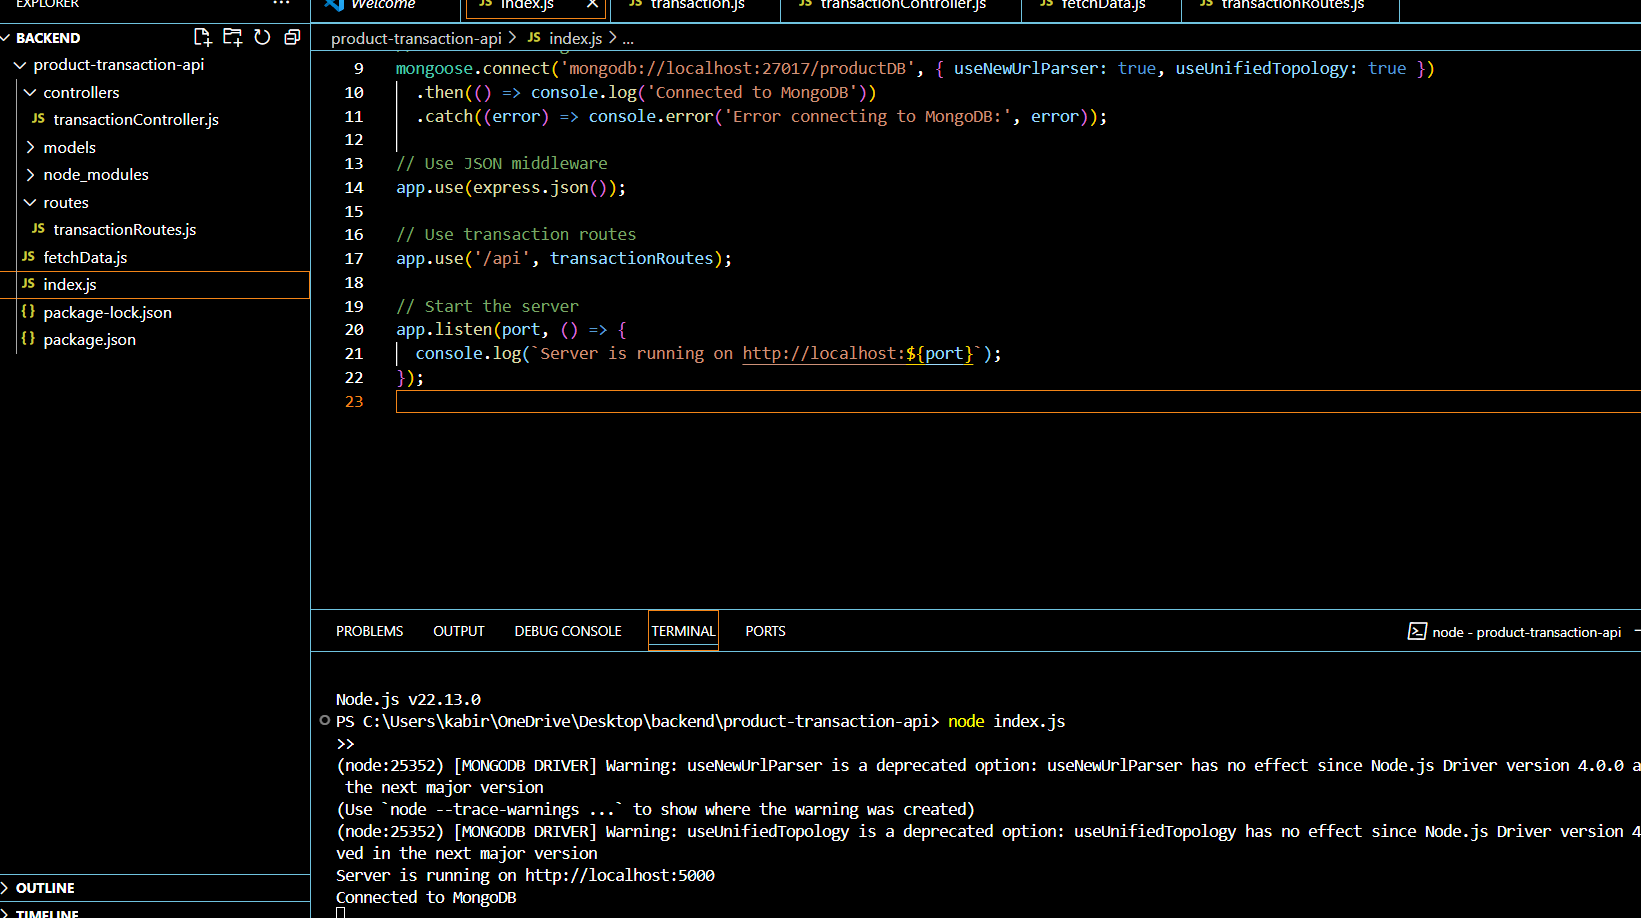 EXPLORER
...
Welcome
JS index.js
JS transaction.js
JS transactionController.js
JS fetchData.js
JS transactionRoutes.js
BACKEND
product-transaction-api
controllers
JS transactionController.js
models
node_modules
routes
JS transactionRoutes.js
JS fetchData.js
JS index.js
{} package-lock.json
{} package.json
OUTLINE
TIMELINE
product-transaction-api > JS index.js > ...
9 mongoose.connect('mongodb://localhost:27017/productDB', { useNewUrlParser: true, useUnifiedTopology: true })
10 .then(() => console.log('Connected to MongoDB'))
11 .catch((error) => console.error('Error connecting to MongoDB:', error));
12
13 // Use JSON middleware
14 app.use(express.json());
15
16 // Use transaction routes
17 app.use('/api', transactionRoutes);
18
19 // Start the server
20 app.listen(port, () => {
21 console.log(`Server is running on http://localhost:${port}`);
22 });
23
PROBLEMS OUTPUT DEBUG CONSOLE TERMINAL PORTS
node - product-transaction-api
Node.js v22.13.0
PS C:\Users\kabir\OneDrive\Desktop\backend\product-transaction-api> node index.js
>>
(node:25352) [MONGODB DRIVER] Warning: useNewUrlParser is a deprecated option: useNewUrlParser has no effect since Node.js Driver version 4.0.0 a
the next major version
(Use `node --trace-warnings ...` to show where the warning was created)
(node:25352) [MONGODB DRIVER] Warning: useUnifiedTopology is a deprecated option: useUnifiedTopology has no effect since Node.js Driver version 4
ved in the next major version
Server is running on http://localhost:5000
Connected to MongoDB